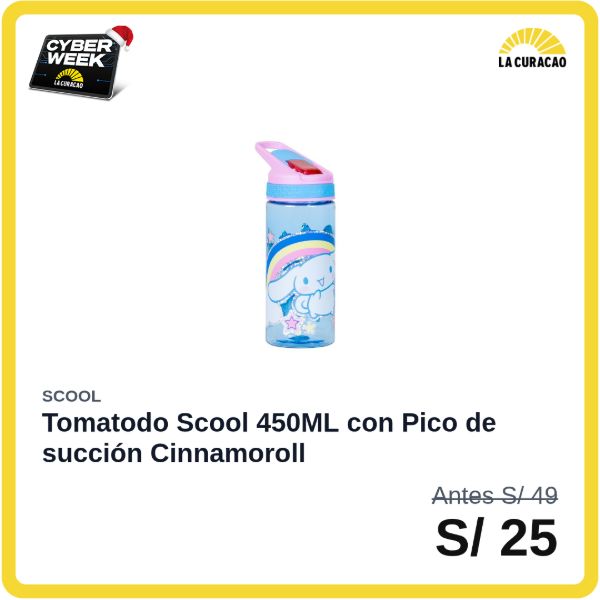 CYBER
WEEK
LA CURACAO
LA CURACAO
SCOOL
Tomatodo Scool 450ML con Pico de
succión Cinnamoroll
Antes S/ 49
S/ 25